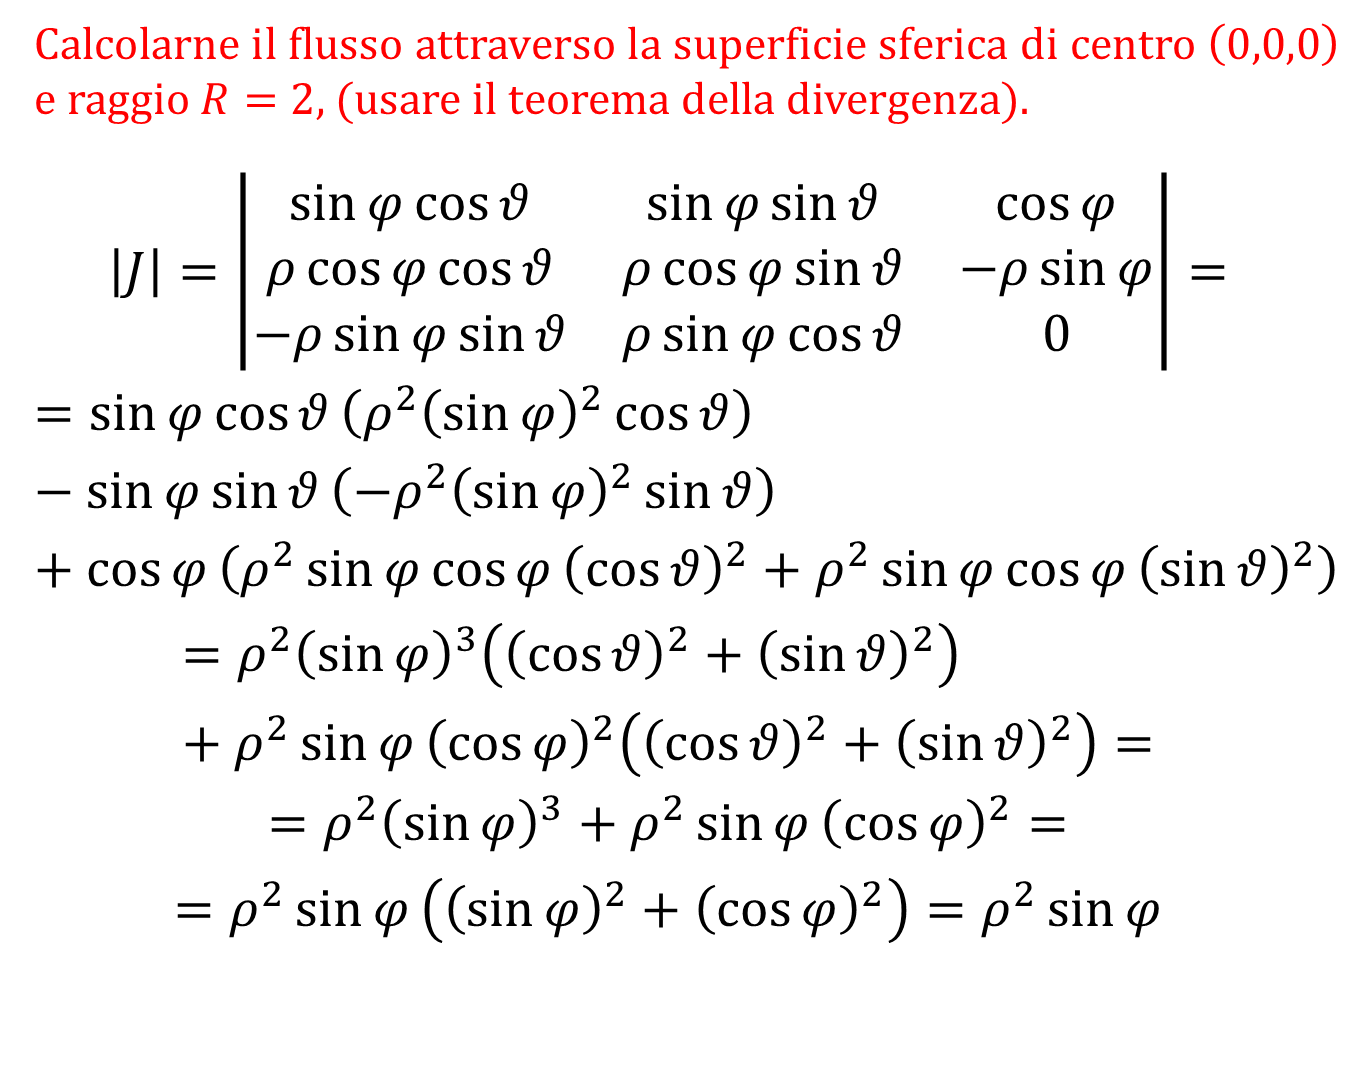 Calcolarne il flusso attraverso la superficie sferica di centro (0,0,0)
e raggio R = 2, (usare il teorema della divergenza).
|J| = | sin φ cos ϑ   sin φ sin ϑ   cos φ |
| ρ cos φ cos ϑ   ρ cos φ sin ϑ   −ρ sin φ | =
| −ρ sin φ sin ϑ   ρ sin φ cos ϑ   0 |
= sin φ cos ϑ (ρ²(sin φ)² cos ϑ)
− sin φ sin ϑ (−ρ²(sin φ)² sin ϑ)
+ cos φ (ρ² sin φ cos φ (cos ϑ)² + ρ² sin φ cos φ (sin ϑ)²)
= ρ²(sin φ)³((cos ϑ)² + (sin ϑ)²)
+ ρ² sin φ (cos φ)²((cos ϑ)² + (sin ϑ)²) =
= ρ²(sin φ)³ + ρ² sin φ (cos φ)² =
= ρ² sin φ ((sin φ)² + (cos φ)²) = ρ² sin φ